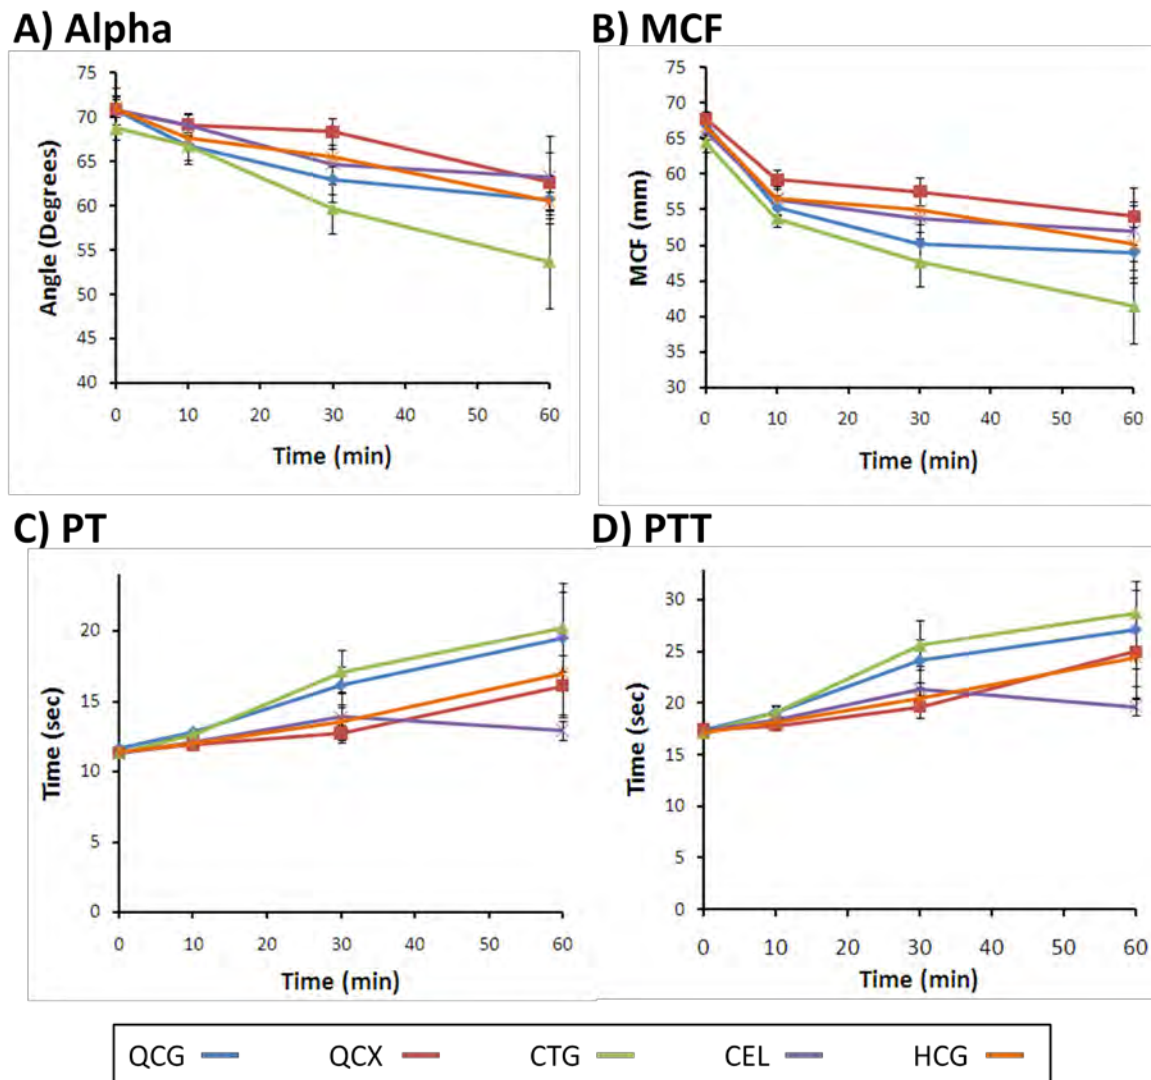 A) Alpha
75
70
65
60
55
50
45
40
Angle (Degrees)
0 10 20 30 40 50 60
Time (min)
B) MCF
75
70
65
60
55
50
45
40
35
30
MCF (mm)
0 10 20 30 40 50 60
Time (min)
C) PT
20
15
10
5
0
Time (sec)
0 10 20 30 40 50 60
Time (min)
D) PTT
30
25
20
15
10
5
0
Time (sec)
0 10 20 30 40 50 60
Time (min)
QCG QCX CTG CEL HCG